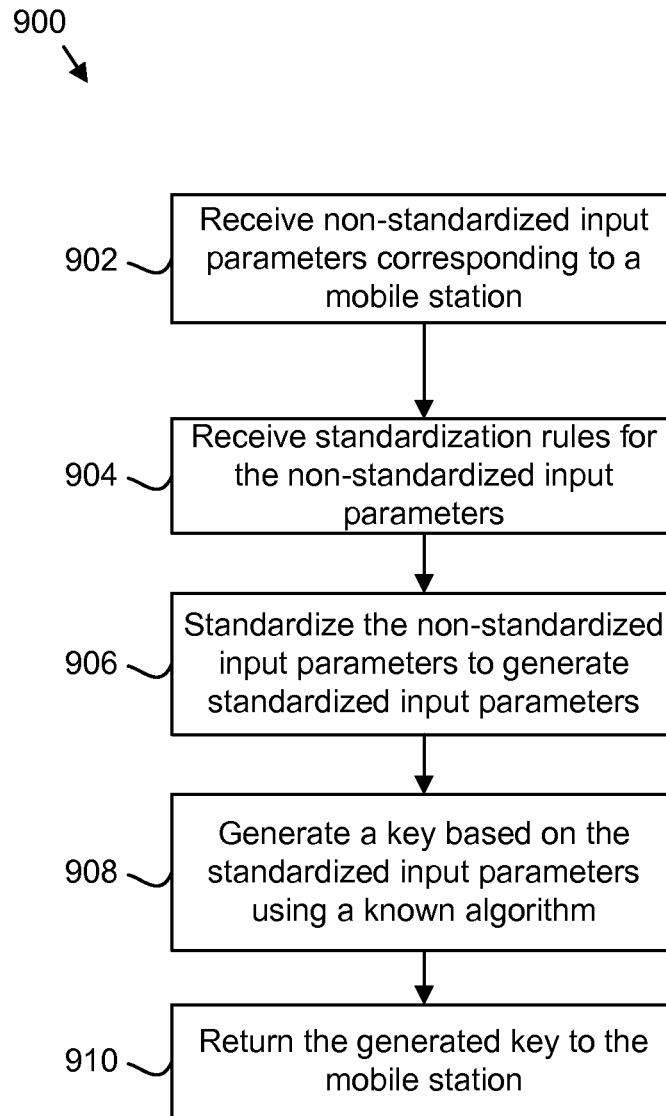 900
902
Receive non-standardized input
parameters corresponding to a
mobile station
904
Receive standardization rules for
the non-standardized input
parameters
906
Standardize the non-standardized
input parameters to generate
standardized input parameters
908
Generate a key based on the
standardized input parameters
using a known algorithm
910
Return the generated key to the
mobile station